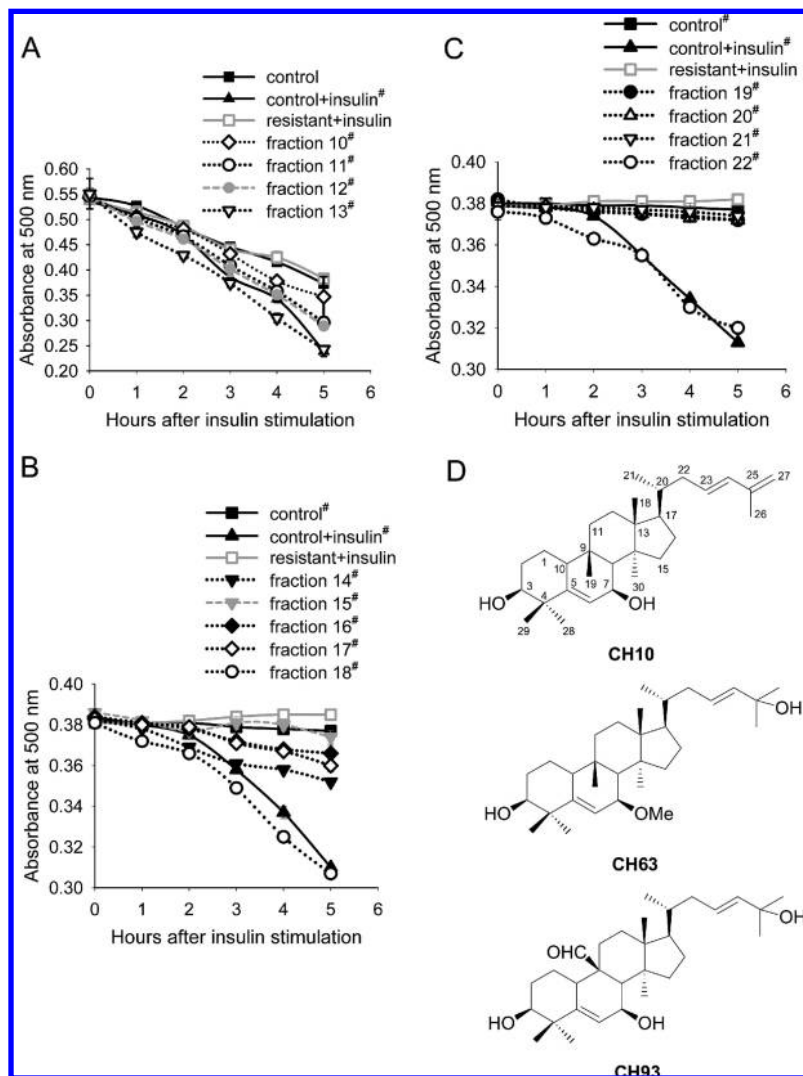 A
control
control+insulin#
resistant+insulin
fraction 10#
fraction 11#
fraction 12#
fraction 13#
Absorbance at 500 nm
0.60
0.55
0.50
0.45
0.40
0.35
0.30
0.25
0.20
0 1 2 3 4 5 6
Hours after insulin stimulation
B
control#
control+insulin#
resistant+insulin
fraction 14#
fraction 15#
fraction 16#
fraction 17#
fraction 18#
Absorbance at 500 nm
0.40
0.38
0.36
0.34
0.32
0.30
0 1 2 3 4 5 6
Hours after insulin stimulation
C
control#
control+insulin#
resistant+insulin
fraction 19#
fraction 20#
fraction 21#
fraction 22#
Absorbance at 500 nm
0.40
0.38
0.36
0.34
0.32
0.30
0 1 2 3 4 5 6
Hours after insulin stimulation
D
21 20 22 23 25 27
18 26
11 13 17
1 9 15
10 30
3 5 19 7
HO 4 OH
29 28
CH10
OH
HO OMe
CH63
OH
OHC
HO OH
CH93